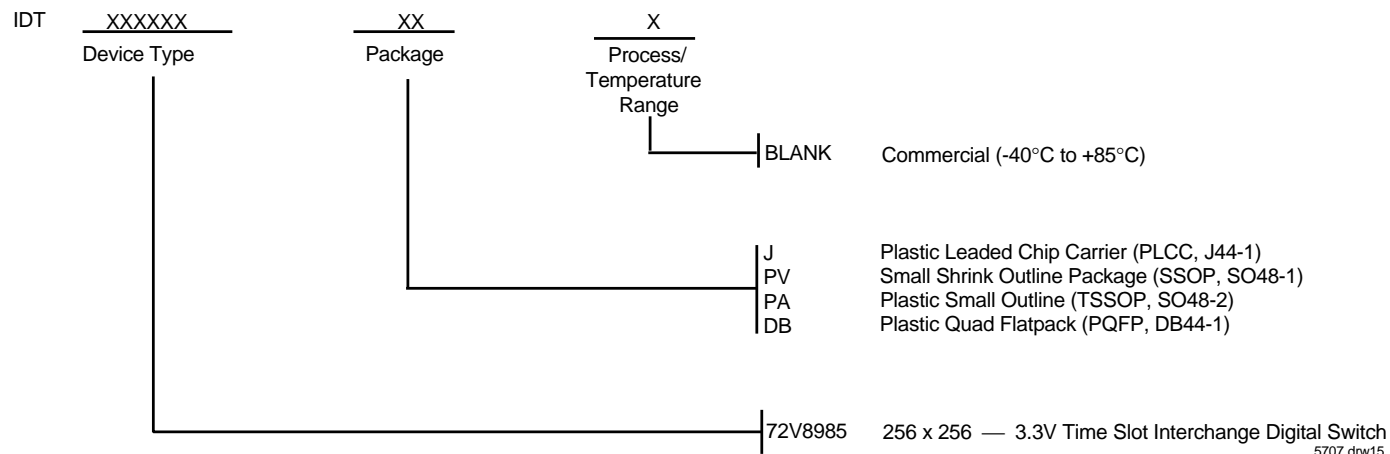 IDT XXXXXX XX X
Device Type Package Process/
Temperature
Range
BLANK Commercial (-40°C to +85°C)
J Plastic Leaded Chip Carrier (PLCC, J44-1)
PV Small Shrink Outline Package (SSOP, SO48-1)
PA Plastic Small Outline (TSSOP, SO48-2)
DB Plastic Quad Flatpack (PQFP, DB44-1)
72V8985 256 x 256 — 3.3V Time Slot Interchange Digital Switch
5707 drw15